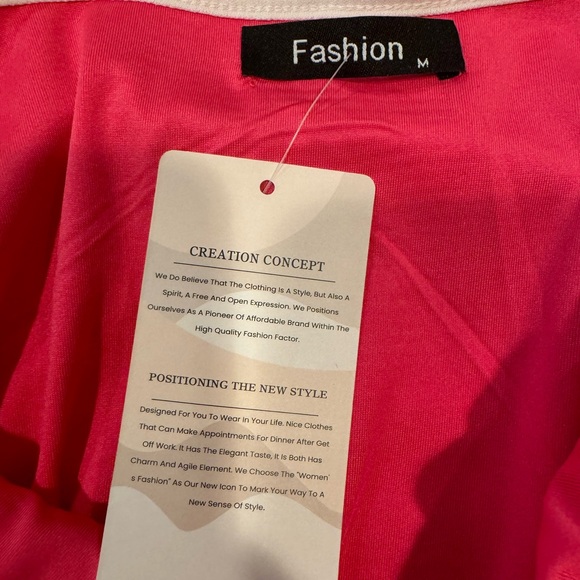 Fashion
M
CREATION CONCEPT
We Do Believe That The Clothing Is A Style, But Also A
Spirit, A Free And Open Expression. We Positions
Ourselves As A Pioneer Of Affordable Brand Within The
High Quality Fashion Factor.
POSITIONING THE NEW STYLE
Designed For You To Wear In Your Life. Nice Clothes
That Can Make Appointments For Dinner After Get
Off Work. It Has The Elegant Taste, It Is Both Has
Charm And Agile Element. We Choose The "Women'
s Fashion" As Our New Icon To Mark Your Way To A
New Sense Of Style.